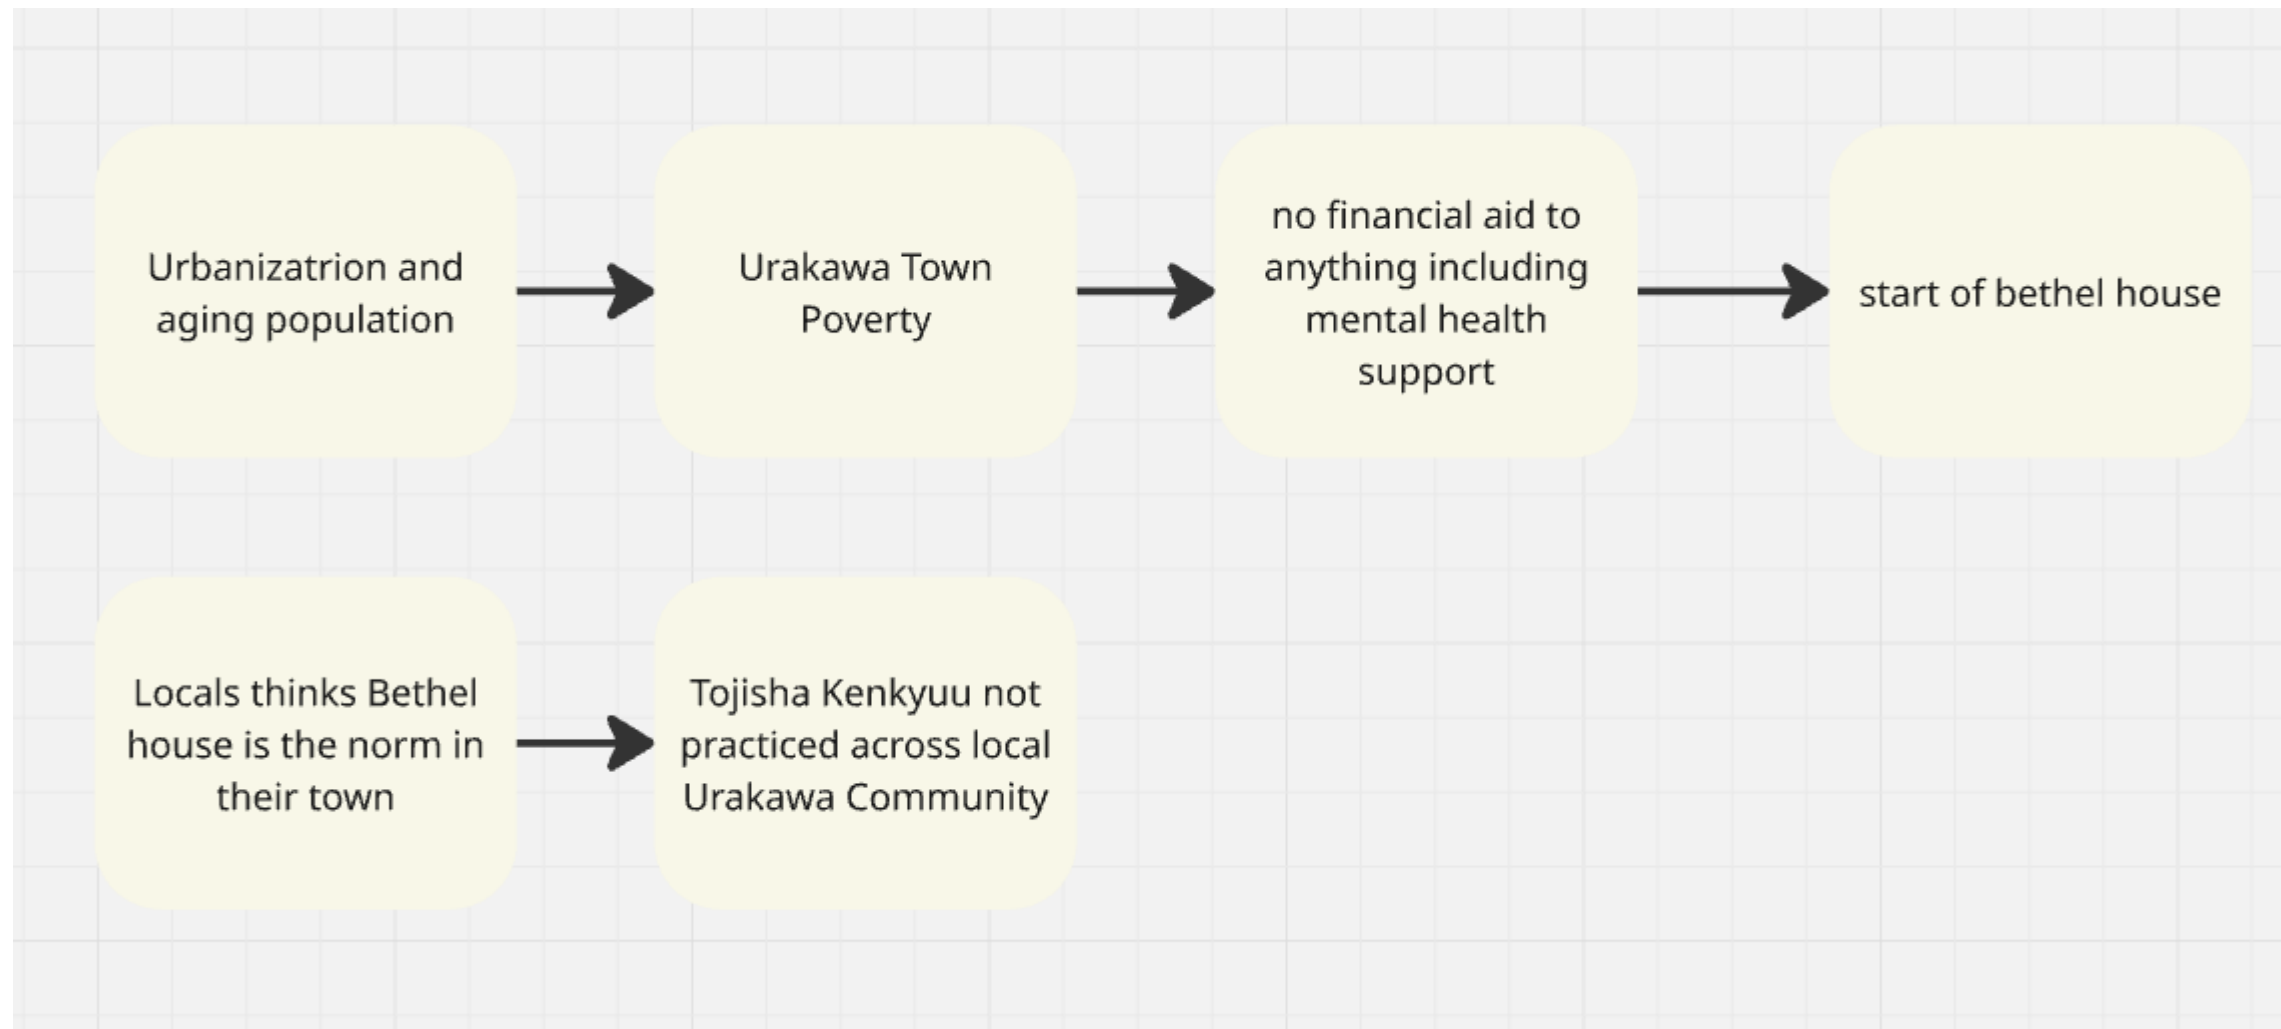 Urbanizatrion and
aging population
Urakawa Town
Poverty
no financial aid to
anything including
mental health
support
start of bethel house
Locals thinks Bethel
house is the norm in
their town
Tojisha Kenkyuu not
practiced across local
Urakawa Community